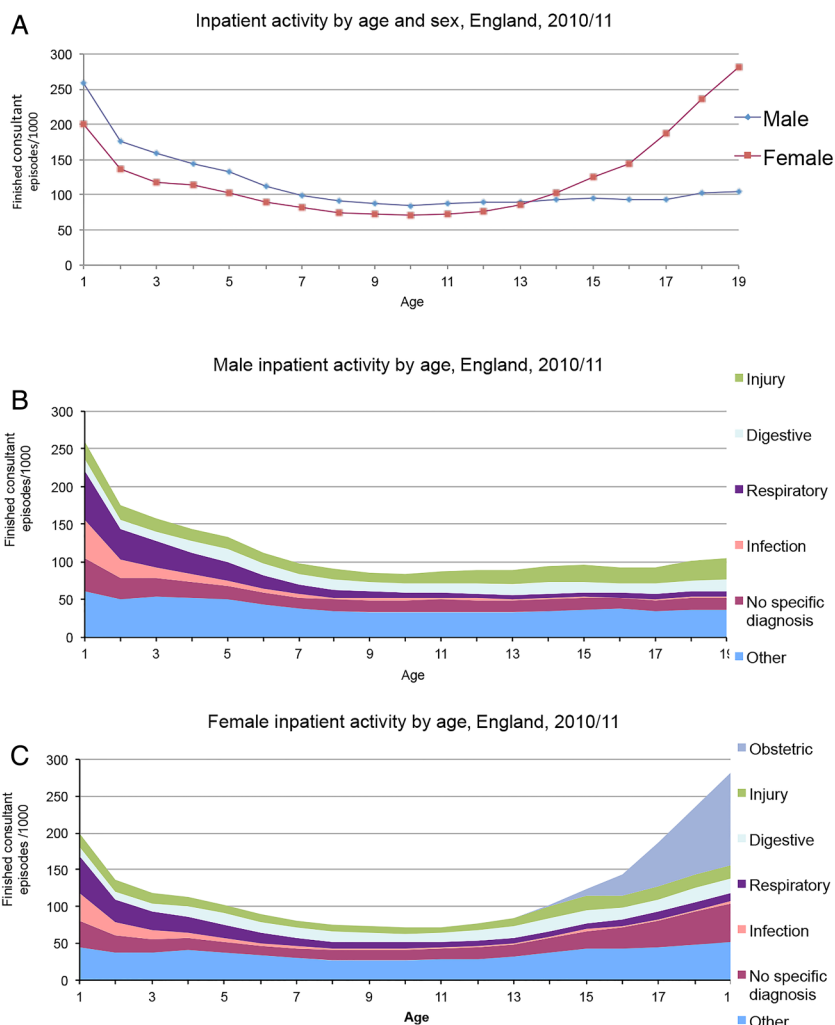 A
Inpatient activity by age and sex, England, 2010/11
Finished consultant
episodes/1000
300
250
200
150
100
50
0
1
3
5
7
9
11
13
15
17
19
Age
Male
Female
Male inpatient activity by age, England, 2010/11
B
Finished consultant
episodes/1000
300
250
200
150
100
50
0
1
3
5
7
9
11
13
15
17
19
Age
Injury
Digestive
Respiratory
Infection
No specific
diagnosis
Other
Female inpatient activity by age, England, 2010/11
C
Finished consultant
episodes /1000
300
250
200
150
100
50
0
1
3
5
7
9
11
13
15
17
1
Age
Obstetric
Injury
Digestive
Respiratory
Infection
No specific
diagnosis
Other